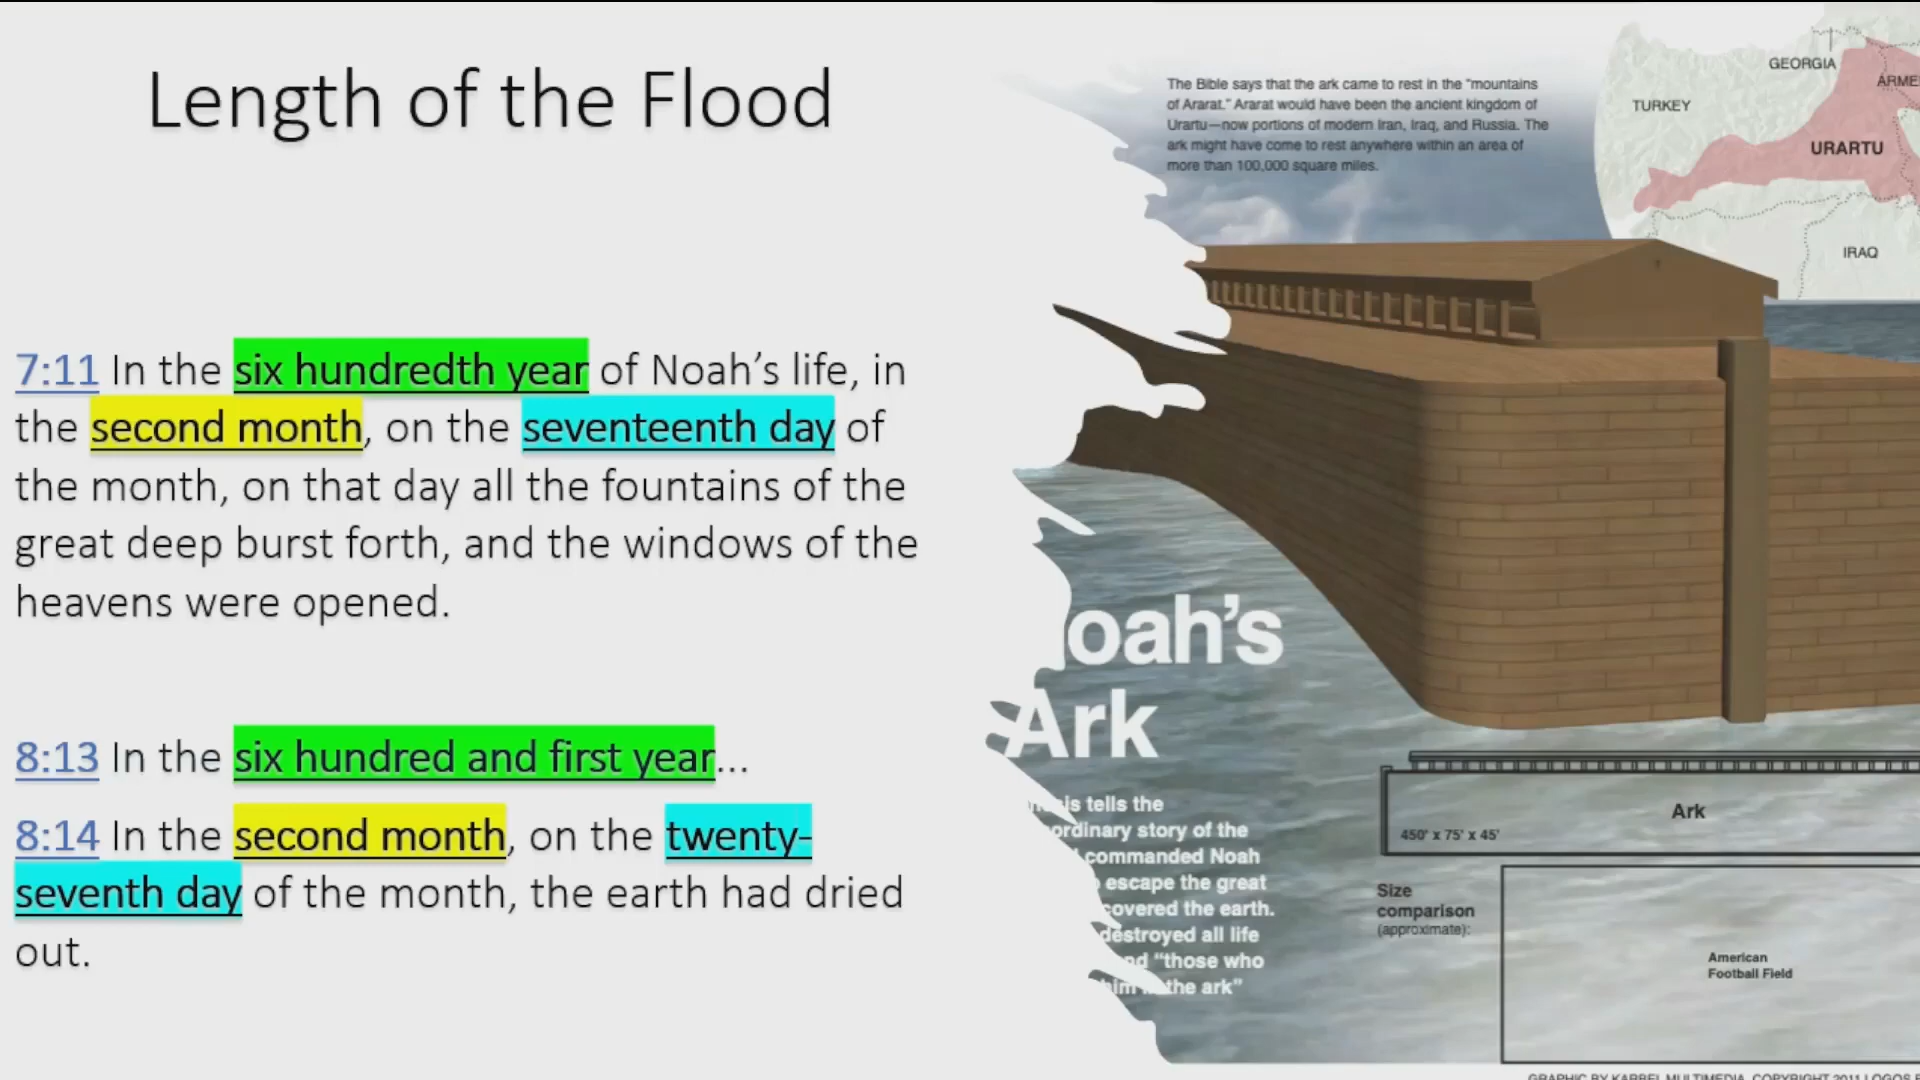 Length of the Flood
7:11 In the six hundredth year of Noah’s life, in
the second month, on the seventeenth day of
the month, on that day all the fountains of the
great deep burst forth, and the windows of the
heavens were opened.
8:13 In the six hundred and first year...
8:14 In the second month, on the twenty-
seventh day of the month, the earth had dried
out.
The Bible says that the ark came to rest in the "mountains
of Ararat." Ararat would have been the ancient kingdom of
Urartu—now portions of modern Iran, Iraq, and Russia. The
ark might have come to rest anywhere within an area of
more than 100,000 square miles.
GEORGIA
TURKEY
URARTU
IRAQ
oah’s
Ark
is tells the
ordinary story of the
commanded Noah
escape the great
covered the earth.
destroyed all life
nd “those who
him the ark”
Ark
450' x 75' x 45'
Size
comparison
(approximate):
American
Football Field
GRAPHIC BY KARBEL MULTIMEDIA, COPYRIGHT 2011 LOGOS